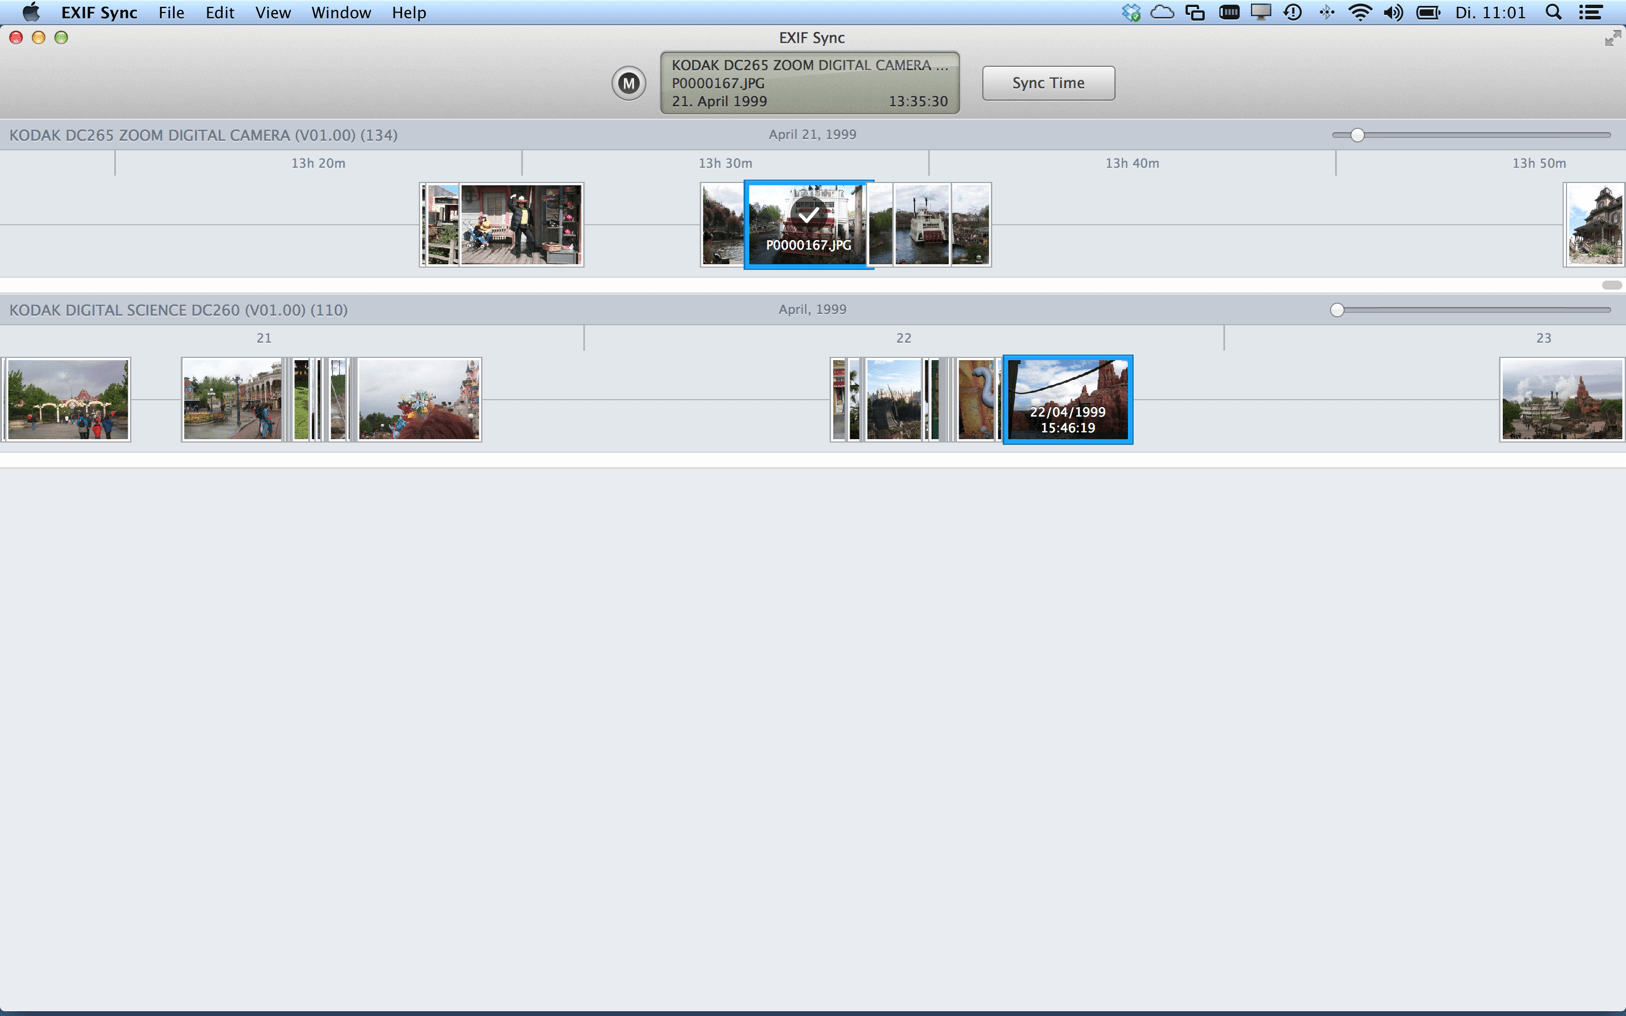 EXIF Sync File Edit View Window Help Di. 11:01
EXIF Sync
M
KODAK DC265 ZOOM DIGITAL CAMERA ...
P0000167.JPG
21. April 1999 13:35:30
Sync Time
KODAK DC265 ZOOM DIGITAL CAMERA (V01.00) (134) April 21, 1999
13h 20m 13h 30m 13h 40m 13h 50m
P0000167.JPG
KODAK DIGITAL SCIENCE DC260 (V01.00) (110) April, 1999
21 22 23
22/04/1999
15:46:19